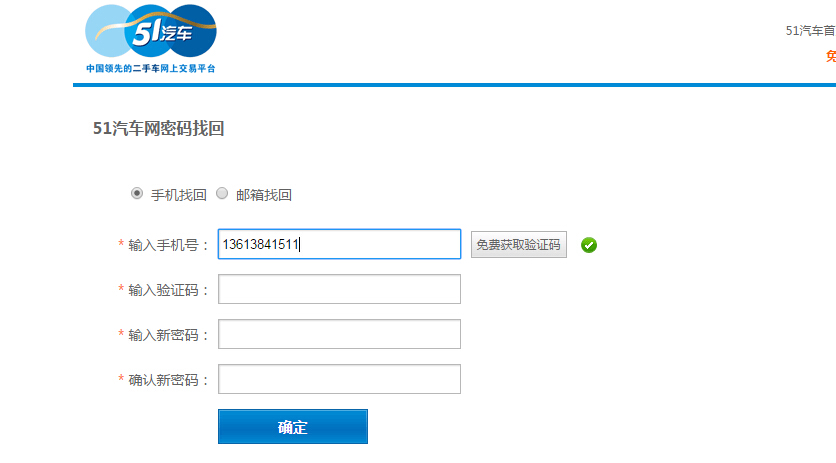 51汽车
中国领先的二手车网上交易平台
51汽车首
51汽车网密码找回
手机找回 邮箱找回
* 输入手机号： 13613841511 免费获取验证码
* 输入验证码：
* 输入新密码：
* 确认新密码：
确定